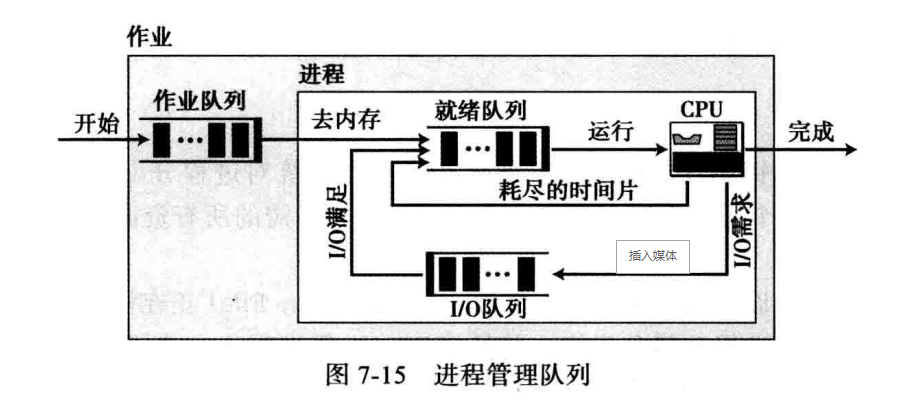 作业
进程
开始
作业队列
去内存
就绪队列
运行
CPU
完成
耗尽的时间片
I/O满足
I/O需求
插入媒体
I/O队列
图 7-15 进程管理队列